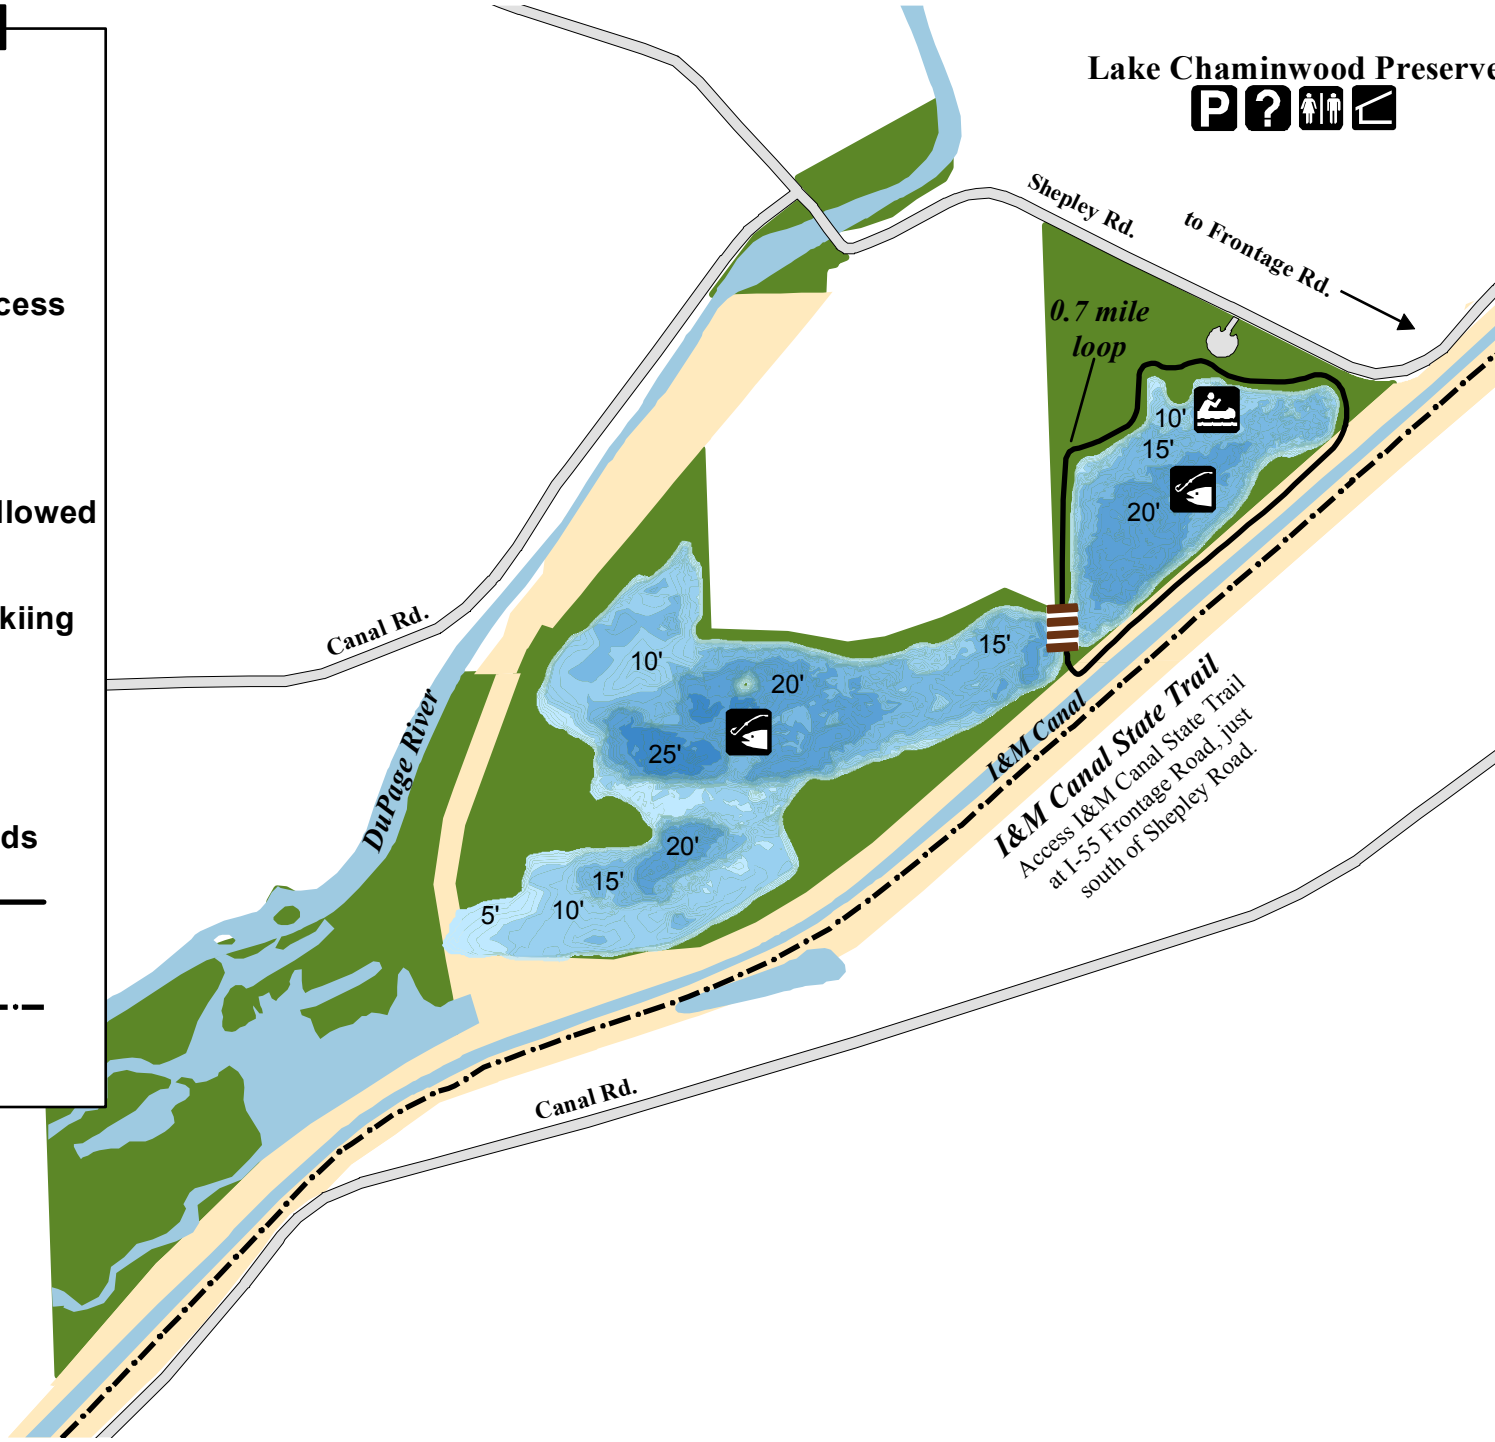 Lake Chaminwood Preserve
P ?
Shepley Rd.
to Frontage Rd.
0.7 mile
loop
10'
15'
20'
cess
llowed
kiing
ds
Canal Rd.
DuPage River
10'
20'
15'
25'
20'
15'
10'
5'
I&M Canal
I&M Canal State Trail
Access I&M Canal State Trail
at I-55 Frontage Road, just
south of Shepley Road.
Canal Rd.